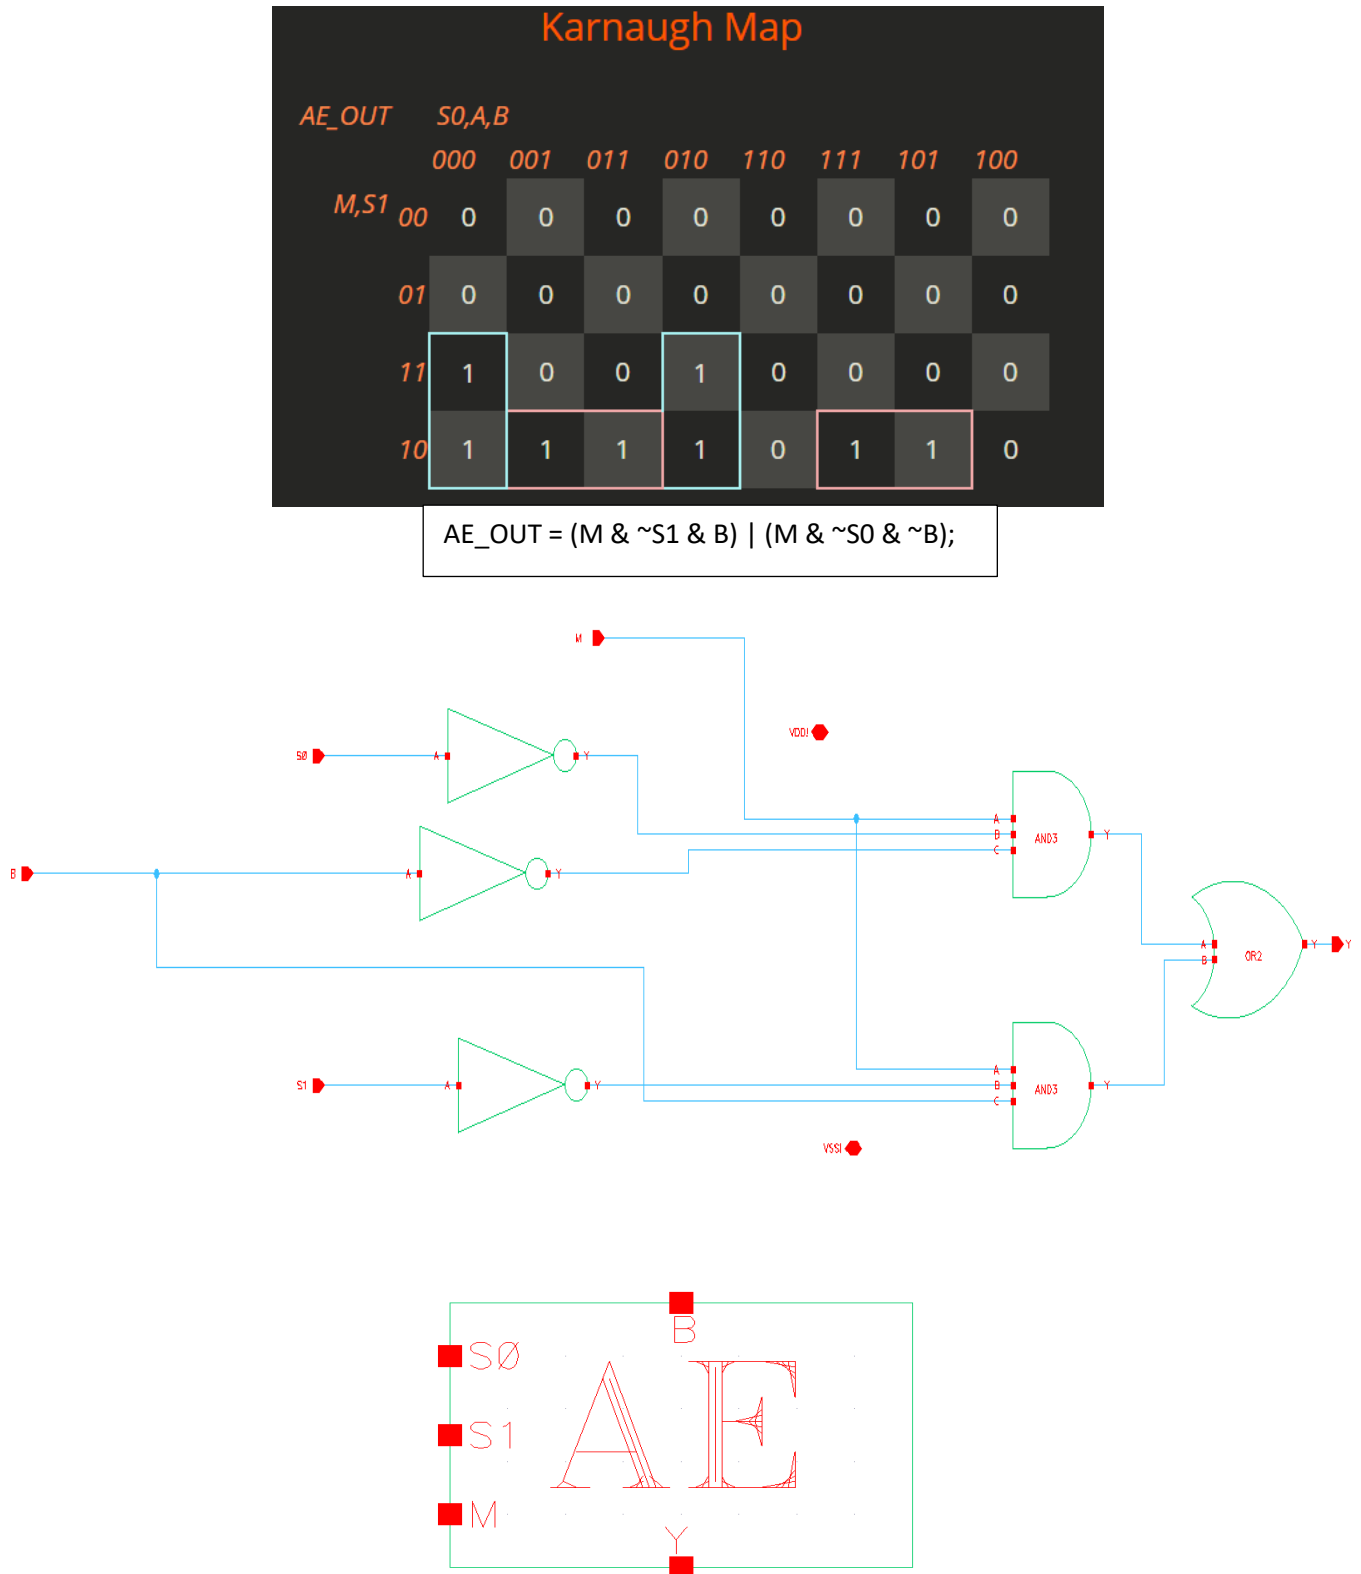 Karnaugh Map
AE_OUT S0,A,B
000 001 011 010 110 111 101 100
M,S1 00 0 0 0 0 0 0 0 0
01 0 0 0 0 0 0 0 0
11 1 0 0 1 0 0 0 0
10 1 1 1 1 0 1 1 0
AE_OUT = (M & ~S1 & B) | (M & ~S0 & ~B);
M
VDD!
S0 A Y
A
B AND3 Y
C
B A Y
A Y Y
B OR2
S1 A Y
A
B AND3 Y
C
VSS!
B
S0
AE
S1
M
Y